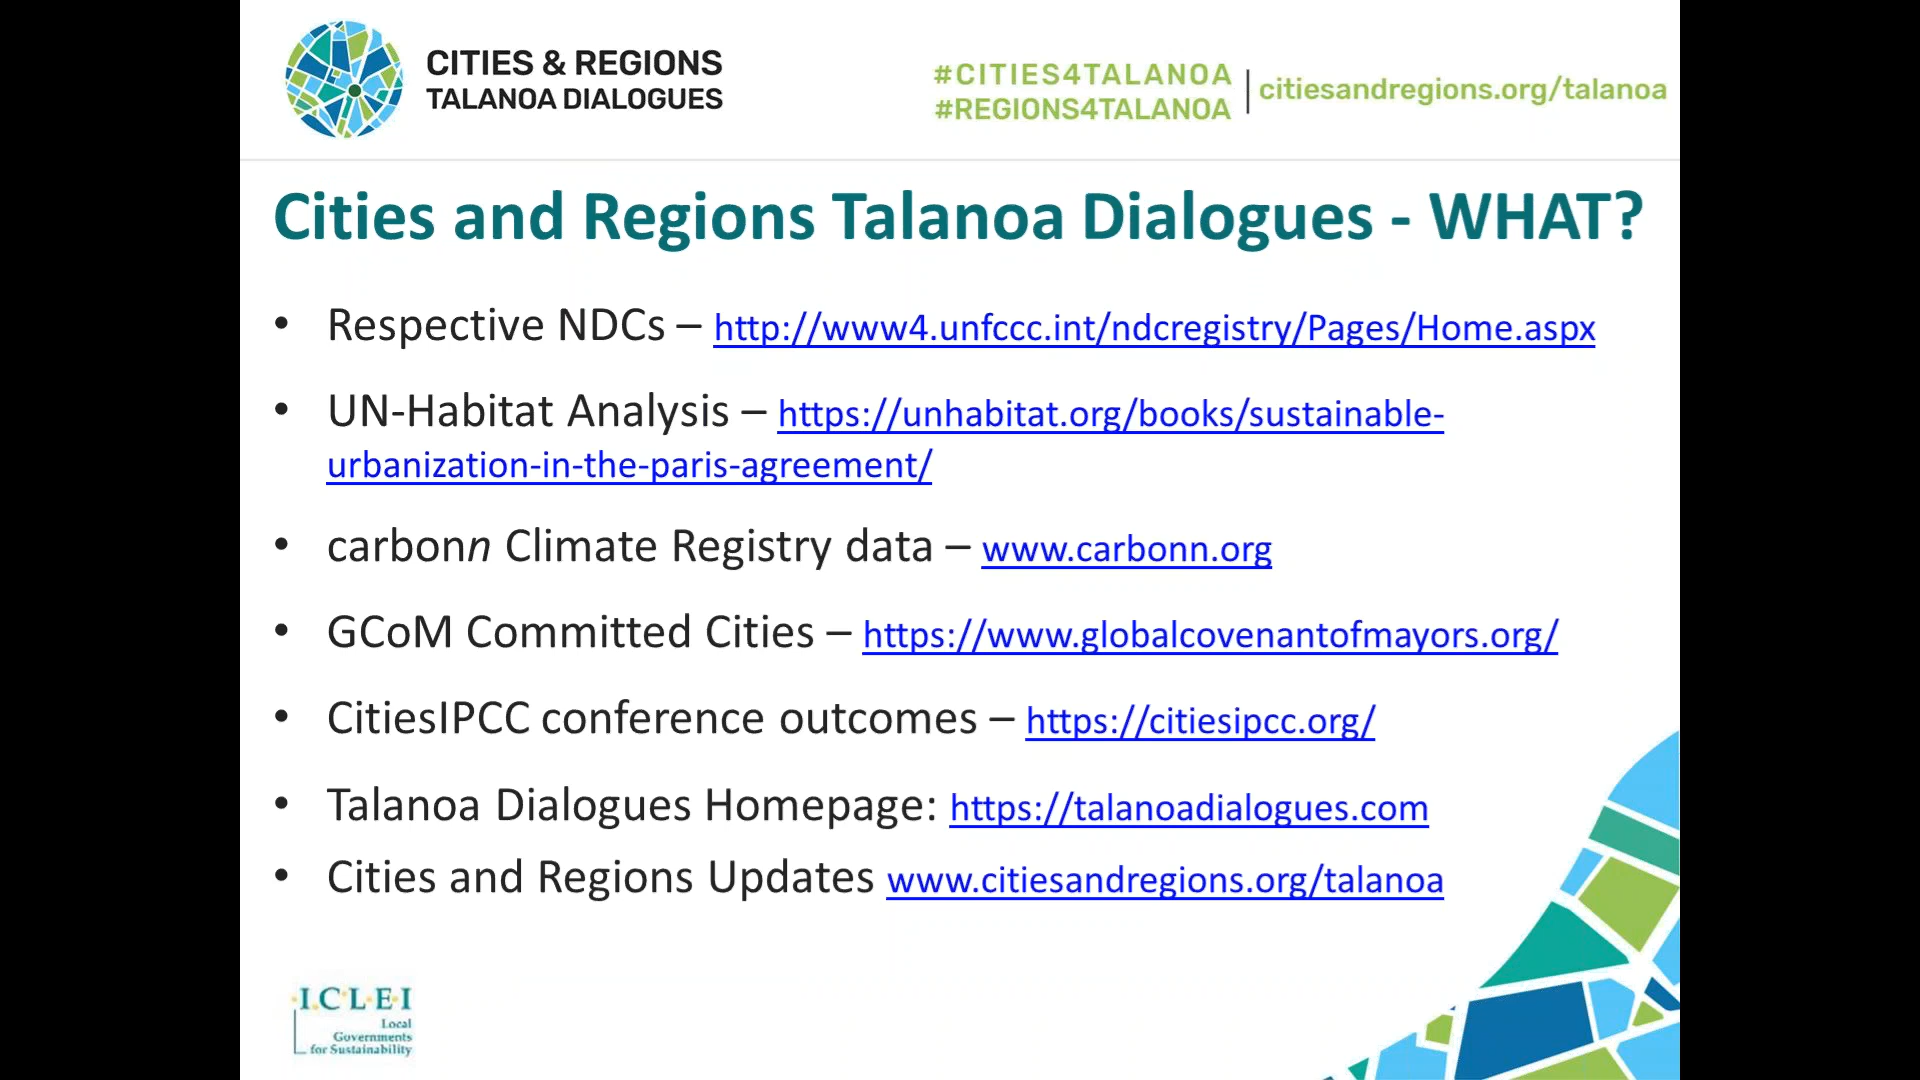 CITIES & REGIONS
TALANOA DIALOGUES
#CITIES4TALANOA
#REGIONS4TALANOA
citiesandregions.org/talanoa
Cities and Regions Talanoa Dialogues - WHAT?
• Respective NDCs – http://www4.unfccc.int/ndcregistry/Pages/Home.aspx
• UN-Habitat Analysis – https://unhabitat.org/books/sustainable-
urbanization-in-the-paris-agreement/
• carbonn Climate Registry data – www.carbonn.org
• GCoM Committed Cities – https://www.globalcovenantofmayors.org/
• CitiesIPCC conference outcomes – https://citiesipcc.org/
• Talanoa Dialogues Homepage: https://talanoadialogues.com
• Cities and Regions Updates www.citiesandregions.org/talanoa
·I.C·L·E·I
Local
Governments
for Sustainability